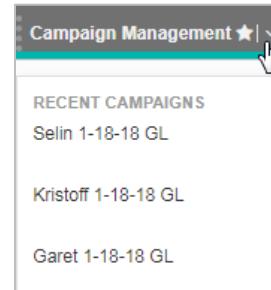 Campaign Management
RECENT CAMPAIGNS
Selin 1-18-18 GL
Kristoff 1-18-18 GL
Garet 1-18-18 GL